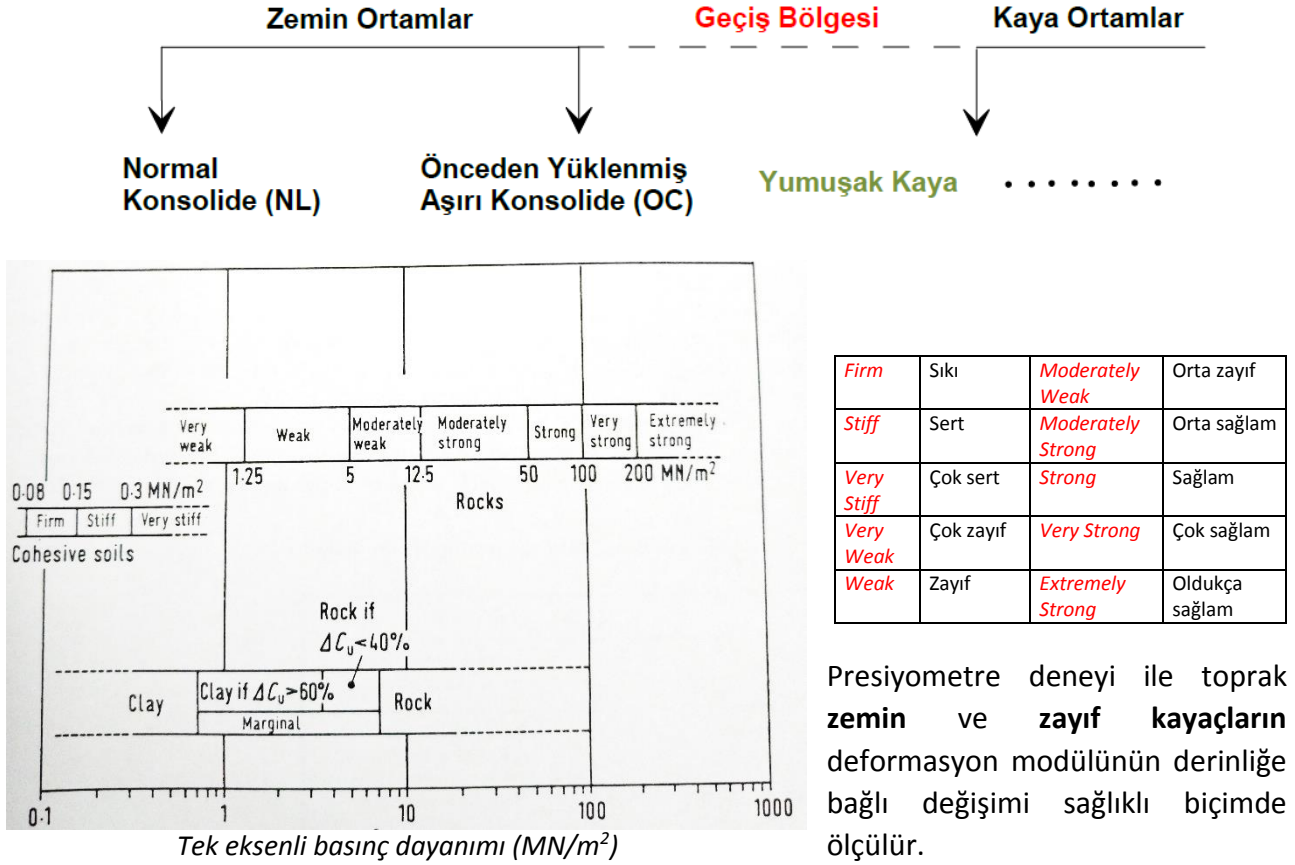 Zemin Ortamlar
Geçiş Bölgesi
Kaya Ortamlar
Normal
Konsolide (NL)
Önceden Yüklenmiş
Aşırı Konsolide (OC)
Yumuşak Kaya ........
Very
weak
Weak
Moderately
weak
Moderately
strong
Strong
Very
strong
Extremely
strong
1·25 5 12·5 50 100 200 MN/m²
Rocks
0·08 0·15 0·3 MN/m²
Firm Stiff Very stiff
Cohesive soils
Rock if
ΔCu<40%
Clay
Clay if ΔCu>60%
Marginal
Rock
0·1 1 10 100 1000
Tek eksenli basınç dayanımı (MN/m²)
Firm Sıkı Moderately Orta zayıf
Weak
Stiff Sert Moderately Orta sağlam
Strong
Very Çok sert Strong Sağlam
Stiff
Very Çok zayıf Very Strong Çok sağlam
Weak
Weak Zayıf Extremely Oldukça
Strong sağlam
Presiyometre deneyi ile toprak
zemin ve zayıf kayaçların
deformasyon modülünün derinliğe
bağlı değişimi sağlıklı biçimde
ölçülür.